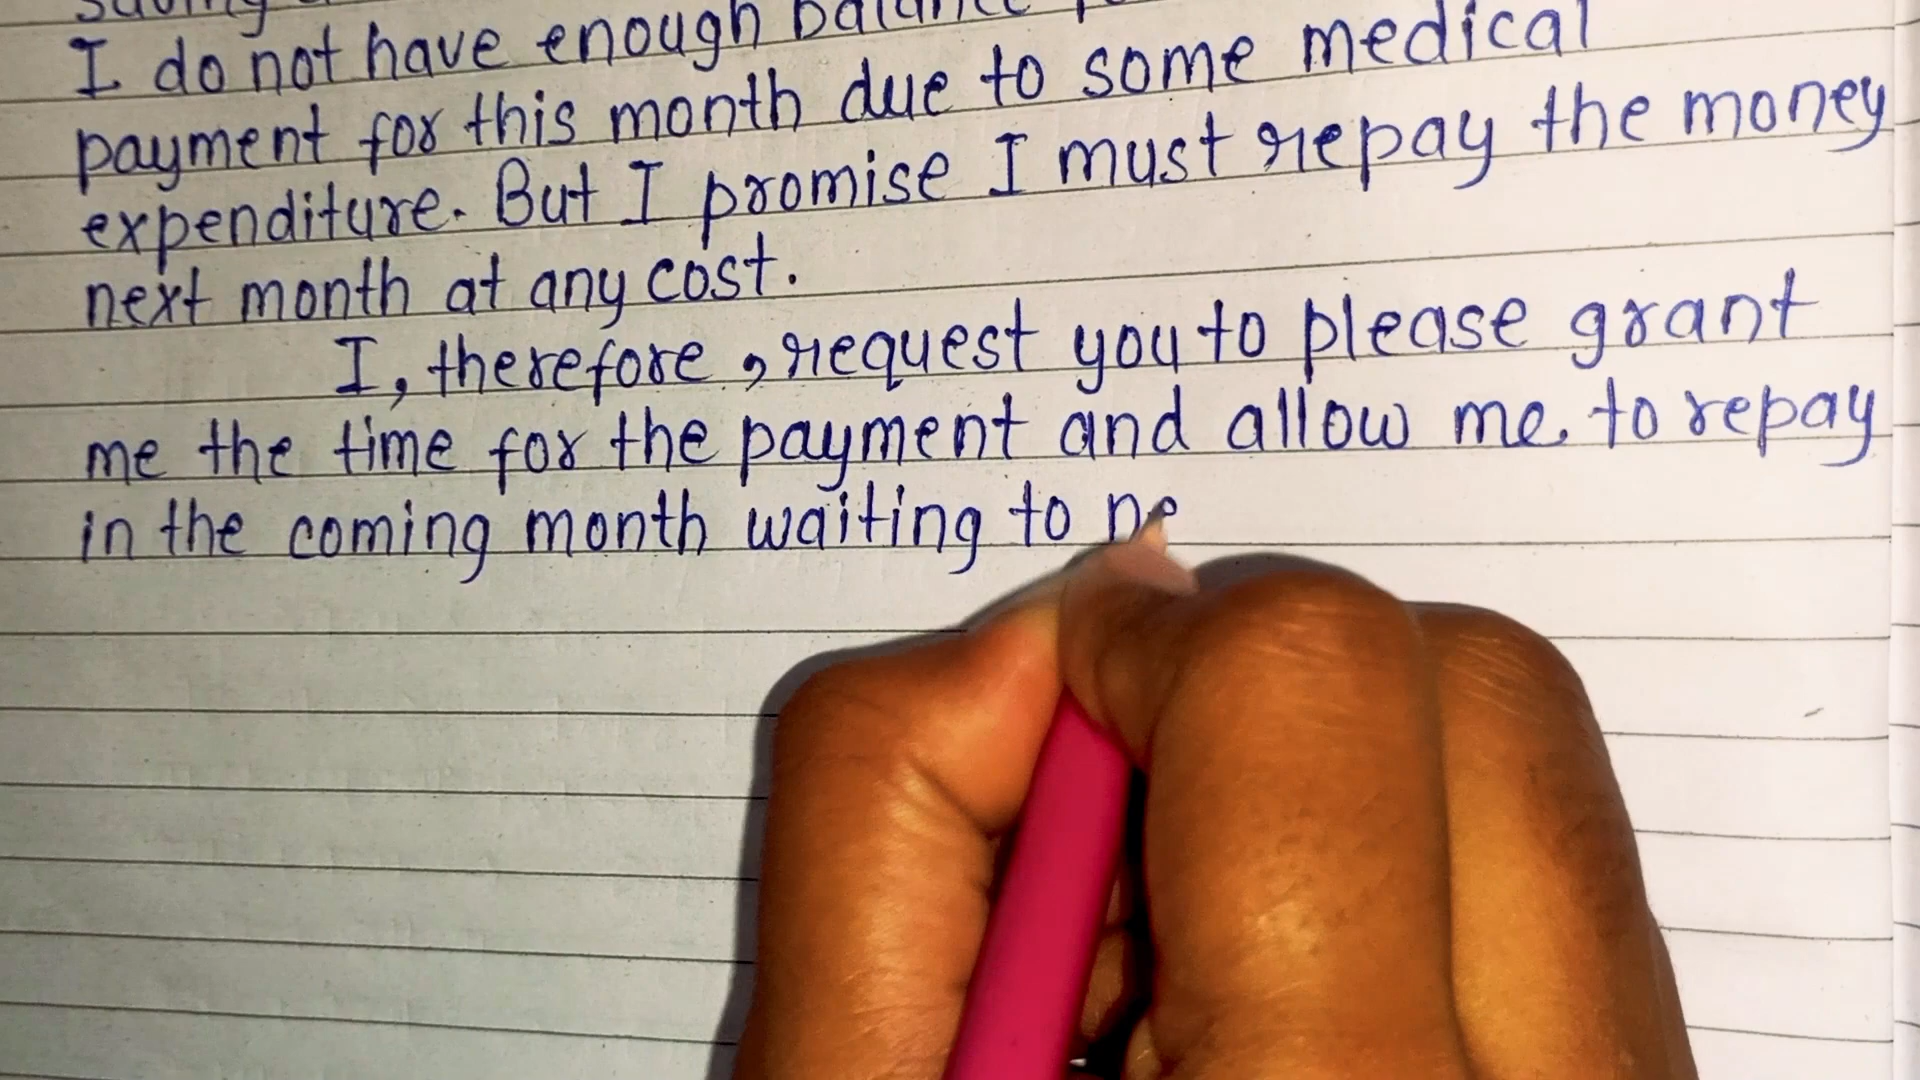 I do not have enough balance
payment for this month due to some medical
expenditure. But I promise I must repay the money
next month at any cost.
I, therefore, request you to please grant
me the time for the payment and allow me to repay
in the coming month waiting to ne